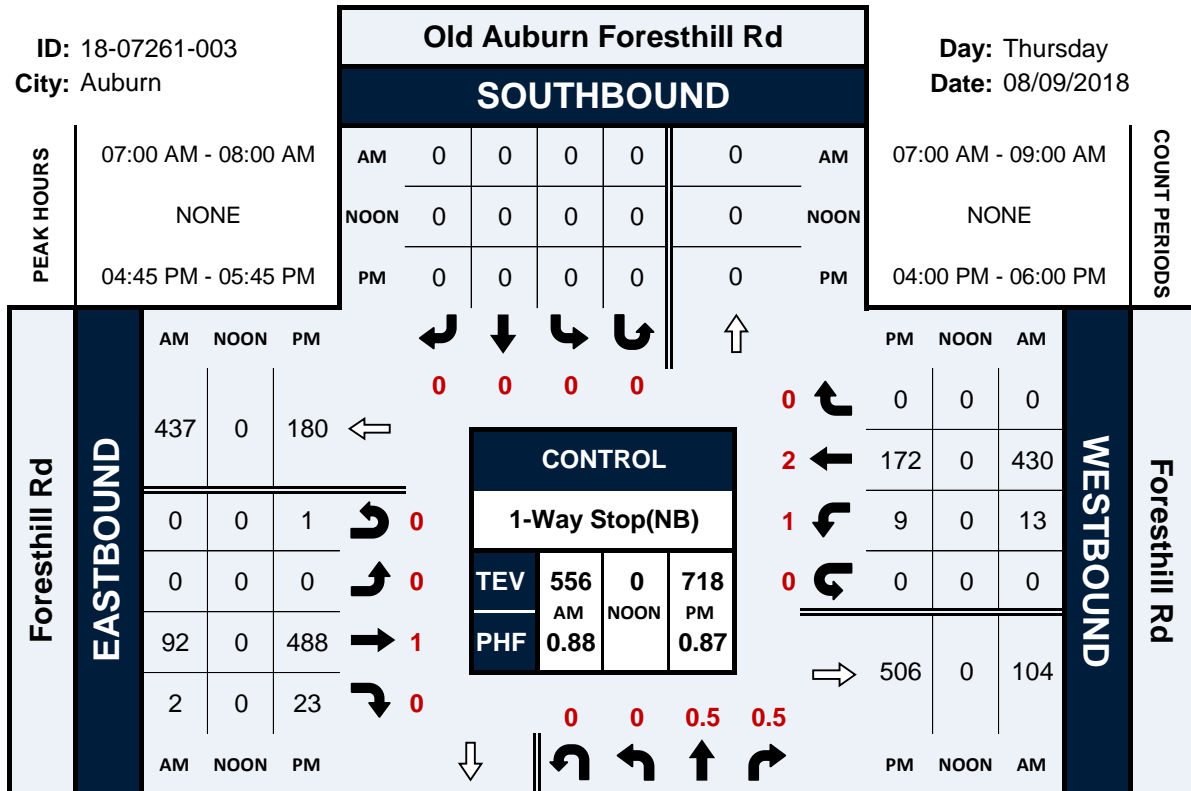 ID: 18-07261-003
City: Auburn
Old Auburn Foresthill Rd
SOUTHBOUND
Day: Thursday
Date: 08/09/2018
PEAK HOURS
07:00 AM - 08:00 AM
NONE
04:45 PM - 05:45 PM
AM 0 0 0 0 0 AM
NOON 0 0 0 0 0 NOON
PM 0 0 0 0 0 PM
07:00 AM - 09:00 AM
NONE
04:00 PM - 06:00 PM
COUNT PERIODS
0 0 0 0
Foresthill Rd
EASTBOUND
AM NOON PM
437 0 180
0 0 1 0
0 0 0 0
92 0 488 1
2 0 23 0
AM NOON PM
CONTROL
1-Way Stop(NB)
TEV 556 0 718
AM NOON PM
PHF 0.88 0.87
PM NOON AM
0 0 0 0
2 172 0 430
1 9 0 13
0 0 0 0
506 0 104
PM NOON AM
WESTBOUND
Foresthill Rd
0 0 0.5 0.5